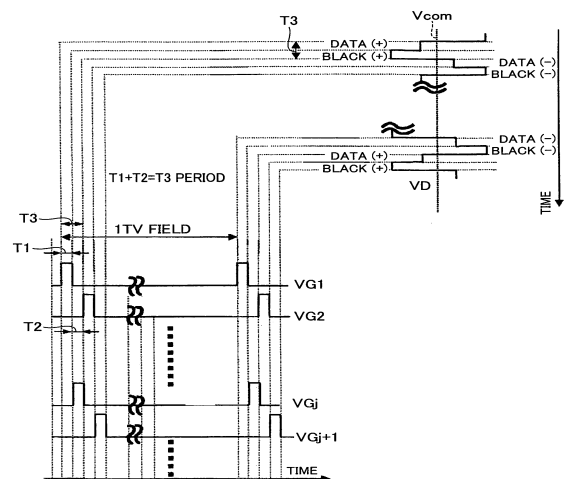 Vcom
T3
DATA (+)
BLACK (+)
DATA (−)
BLACK (−)
DATA (−)
BLACK (−)
DATA (+)
BLACK (+)
VD
TIME
T1+T2=T3 PERIOD
T3
1TV FIELD
T1
VG1
VG2
T2
VGj
VGj+1
TIME